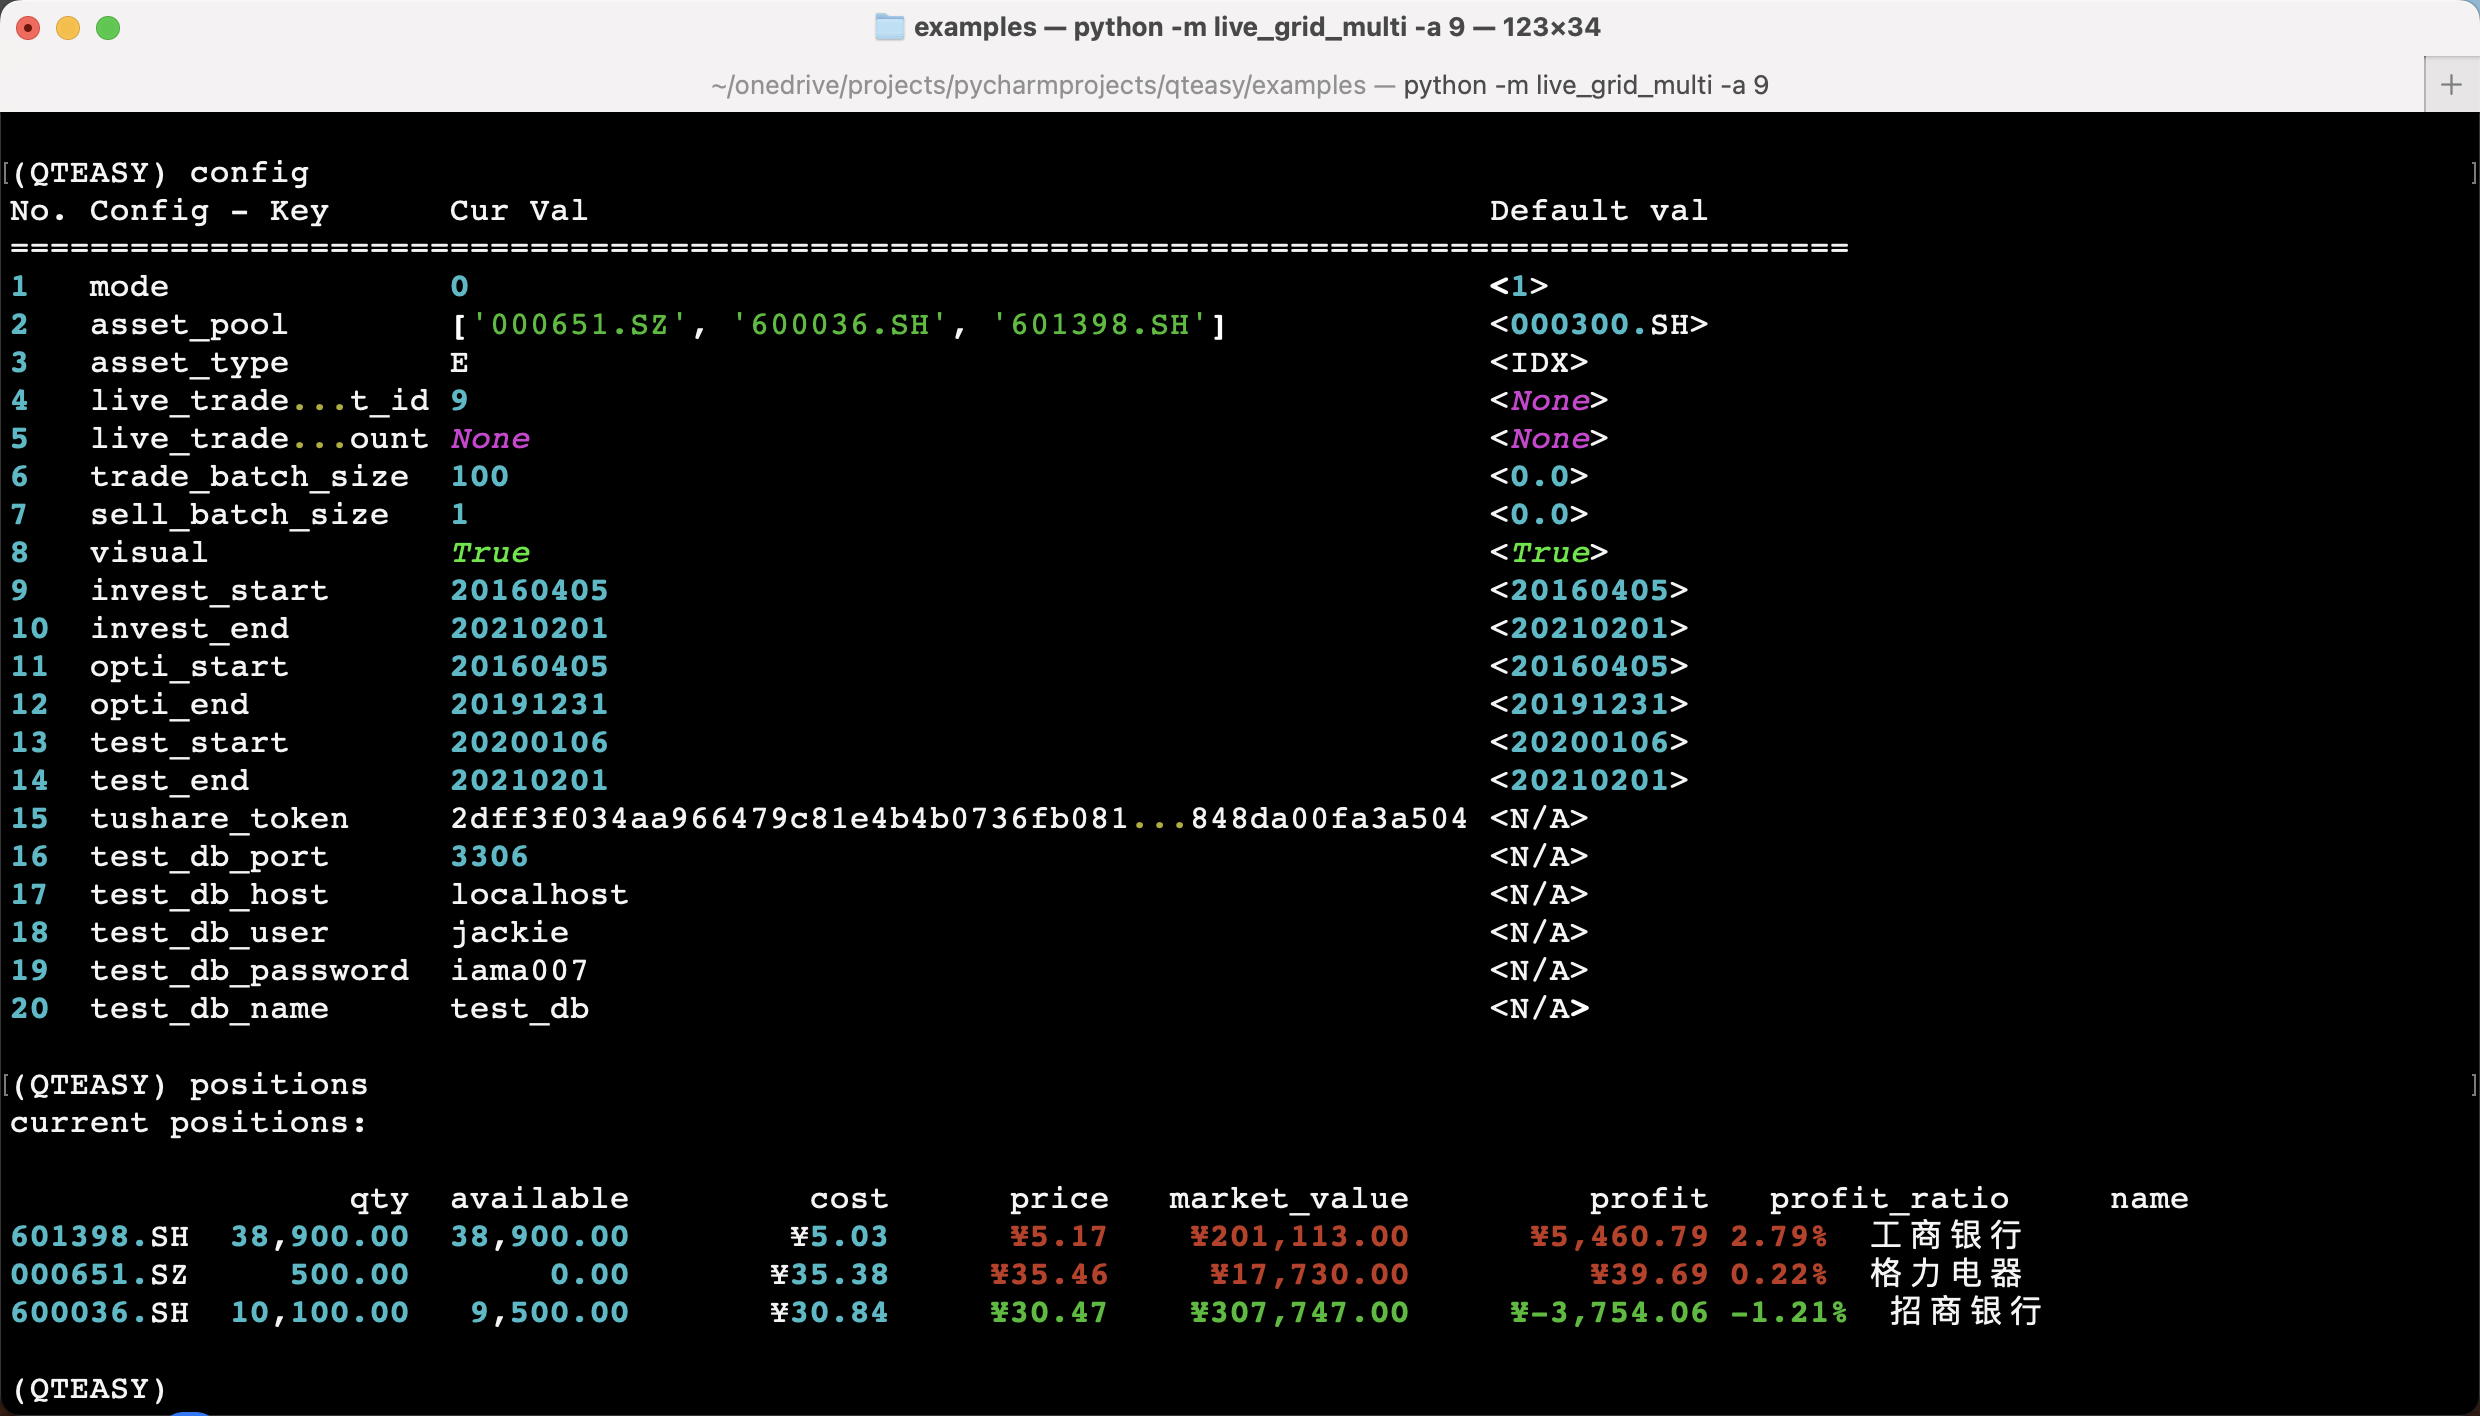 examples — python -m live_grid_multi -a 9 — 123×34
~/onedrive/projects/pycharmprojects/qteasy/examples — python -m live_grid_multi -a 9
+
[(QTEASY) config ]
No. Config - Key Cur Val Default val
============================================================================================
1 mode 0 <1>
2 asset_pool ['000651.SZ', '600036.SH', '601398.SH'] <000300.SH>
3 asset_type E <IDX>
4 live_trade...t_id 9 <None>
5 live_trade...ount None <None>
6 trade_batch_size 100 <0.0>
7 sell_batch_size 1 <0.0>
8 visual True <True>
9 invest_start 20160405 <20160405>
10 invest_end 20210201 <20210201>
11 opti_start 20160405 <20160405>
12 opti_end 20191231 <20191231>
13 test_start 20200106 <20200106>
14 test_end 20210201 <20210201>
15 tushare_token 2dff3f034aa966479c81e4b4b0736fb081...848da00fa3a504 <N/A>
16 test_db_port 3306 <N/A>
17 test_db_host localhost <N/A>
18 test_db_user jackie <N/A>
19 test_db_password iama007 <N/A>
20 test_db_name test_db <N/A>
[(QTEASY) positions ]
current positions:
qty available cost price market_value profit profit_ratio name
601398.SH 38,900.00 38,900.00 ¥5.03 ¥5.17 ¥201,113.00 ¥5,460.79 2.79% 工商银行
000651.SZ 500.00 0.00 ¥35.38 ¥35.46 ¥17,730.00 ¥39.69 0.22% 格力电器
600036.SH 10,100.00 9,500.00 ¥30.84 ¥30.47 ¥307,747.00 ¥-3,754.06 -1.21% 招商银行
(QTEASY)